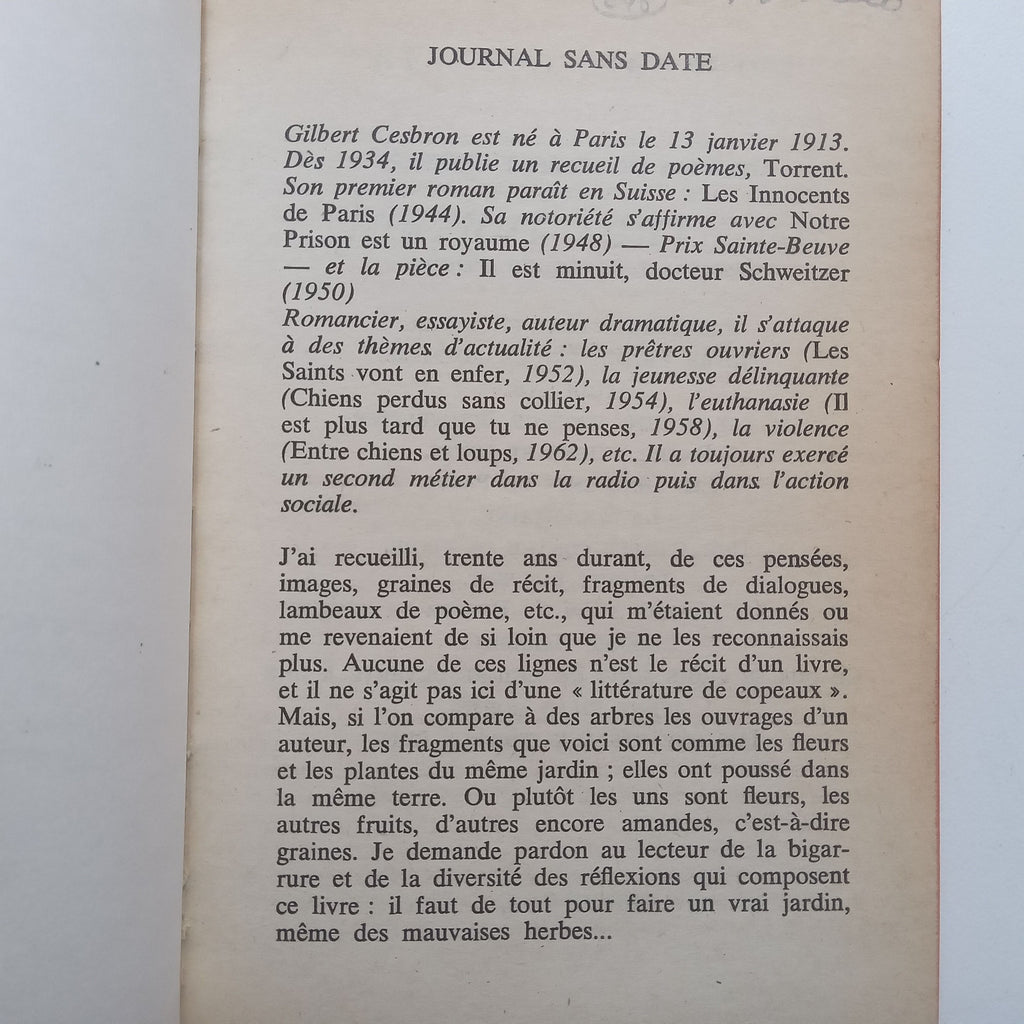 JOURNAL SANS DATE
Gilbert Cesbron est né à Paris le 13 janvier 1913.
Dès 1934, il publie un recueil de poèmes, Torrent.
Son premier roman paraît en Suisse : Les Innocents
de Paris (1944). Sa notoriété s'affirme avec Notre
Prison est un royaume (1948) — Prix Sainte-Beuve
— et la pièce : Il est minuit, docteur Schweitzer
(1950)
Romancier, essayiste, auteur dramatique, il s'attaque
à des thèmes d'actualité : les prêtres ouvriers (Les
Saints vont en enfer, 1952), la jeunesse délinquante
(Chiens perdus sans collier, 1954), l'euthanasie (Il
est plus tard que tu ne penses, 1958), la violence
(Entre chiens et loups, 1962), etc. Il a toujours exercé
un second métier dans la radio puis dans l'action
sociale.
J'ai recueilli, trente ans durant, de ces pensées,
images, graines de récit, fragments de dialogues,
lambeaux de poème, etc., qui m'étaient donnés ou
me revenaient de si loin que je ne les reconnaissais
plus. Aucune de ces lignes n'est le récit d'un livre,
et il ne s'agit pas ici d'une « littérature de copeaux ».
Mais, si l'on compare à des arbres les ouvrages d'un
auteur, les fragments que voici sont comme les fleurs
et les plantes du même jardin ; elles ont poussé dans
la même terre. Ou plutôt les uns sont fleurs, les
autres fruits, d'autres encore amandes, c'est-à-dire
graines. Je demande pardon au lecteur de la bigar-
rure et de la diversité des réflexions qui composent
ce livre : il faut de tout pour faire un vrai jardin,
même des mauvaises herbes...